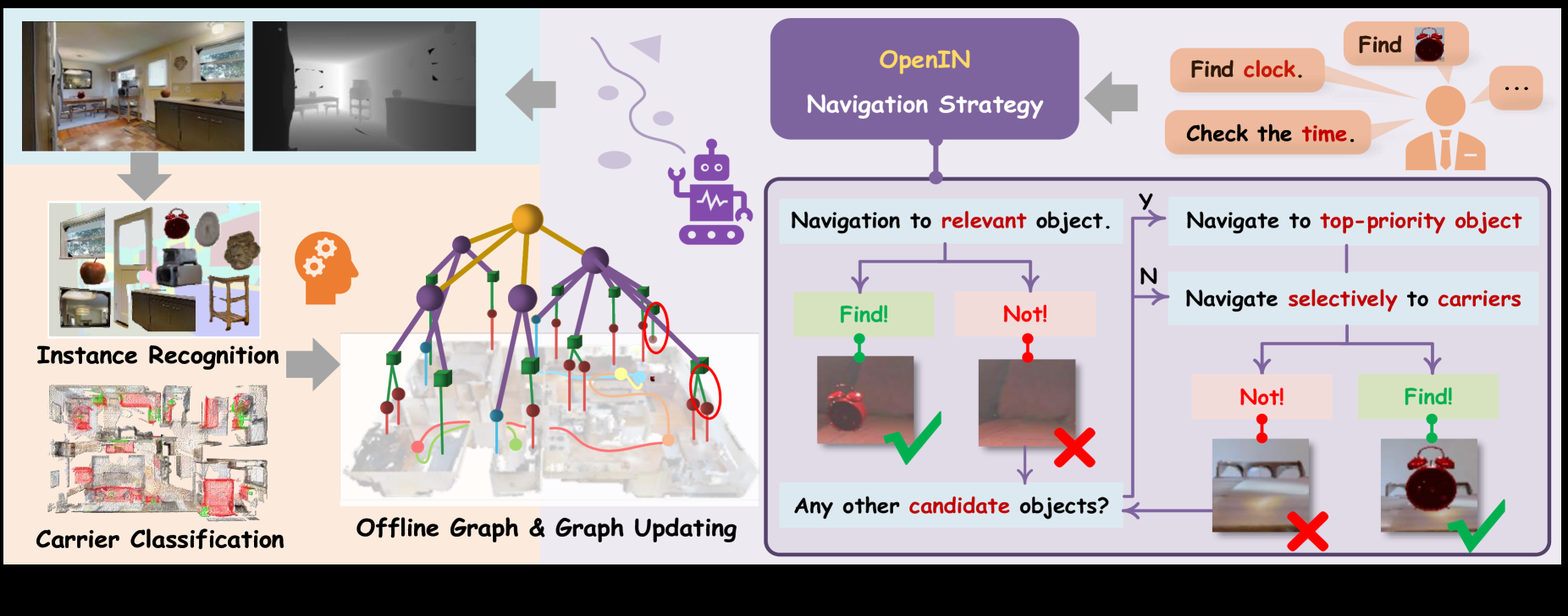 OpenIN
Navigation Strategy
Find
Find clock.
...
Check the time.
Instance Recognition
Carrier Classification
Offline Graph & Graph Updating
Navigation to relevant object.
Find!
Not!
Any other candidate objects?
Y
Navigate to top-priority object
N
Navigate selectively to carriers
Not!
Find!